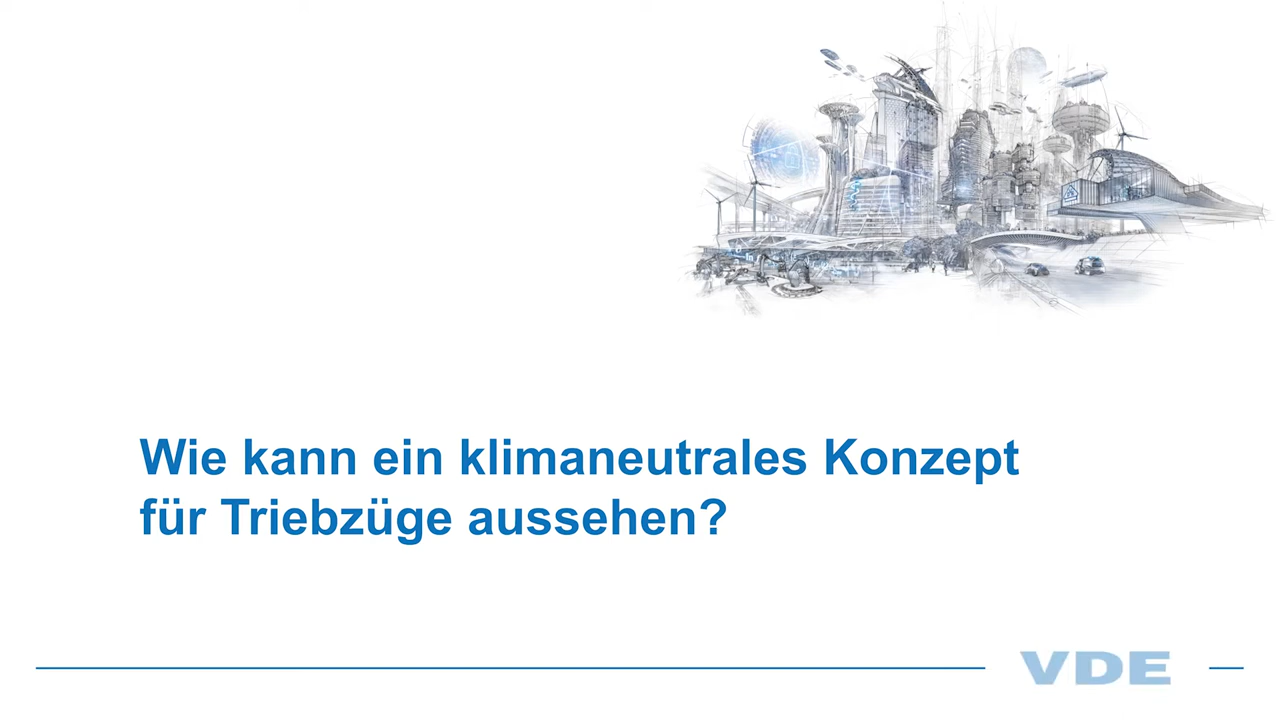 Wie kann ein klimaneutrales Konzept
für Triebzüge aussehen?
VDE